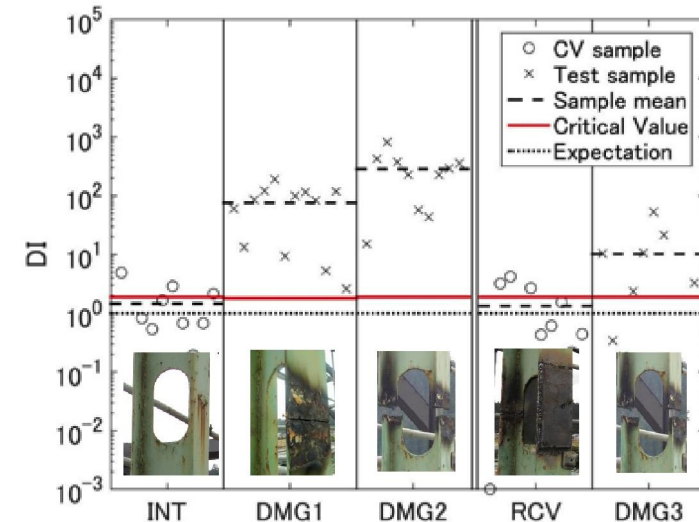 10^5
10^4
10^3
10^2
10^1
10^0
10^-1
10^-2
10^-3
DI
CV sample
Test sample
Sample mean
Critical Value
Expectation
INT DMG1 DMG2 RCV DMG3